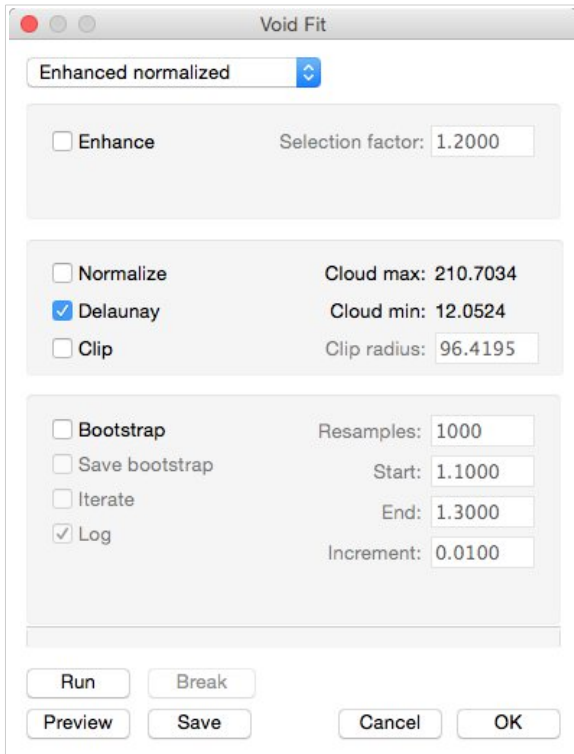 Void Fit
Enhanced normalized
Enhance Selection factor: 1.2000
Normalize Cloud max: 210.7034
Delaunay Cloud min: 12.0524
Clip Clip radius: 96.4195
Bootstrap Resamples: 1000
Save bootstrap Start: 1.1000
Iterate End: 1.3000
Log Increment: 0.0100
Run Break
Preview Save Cancel OK